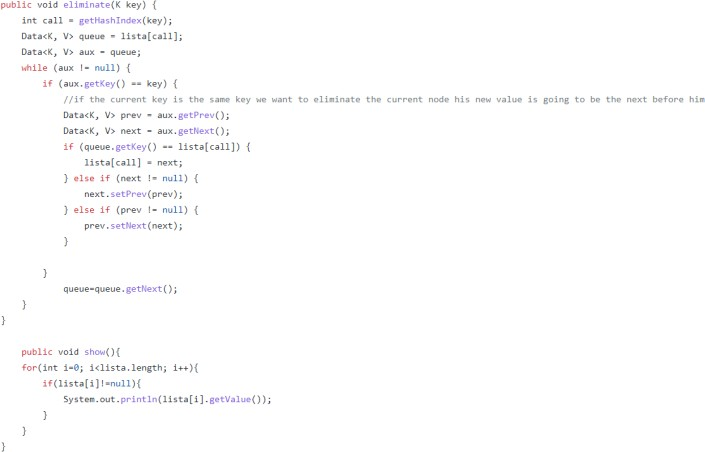 public void eliminate(K key) {
    int call = getHashIndex(key);
    Data<K, V> queue = lista[call];
    Data<K, V> aux = queue;
    while (aux != null) {
        if (aux.getKey() == key) {
            //if the current key is the same key we want to eliminate the current node his new value is going to be the next before him
            Data<K, V> prev = aux.getPrev();
            Data<K, V> next = aux.getNext();
            if (queue.getKey() == lista[call]) {
                lista[call] = next;
            } else if (next != null) {
                next.setPrev(prev);
            } else if (prev != null) {
                prev.setNext(next);
            }
        }
            queue=queue.getNext();
    }
}
    public void show(){
    for(int i=0; i<lista.length; i++){
        if(lista[i]!=null){
            System.out.println(lista[i].getValue());
        }
    }
}